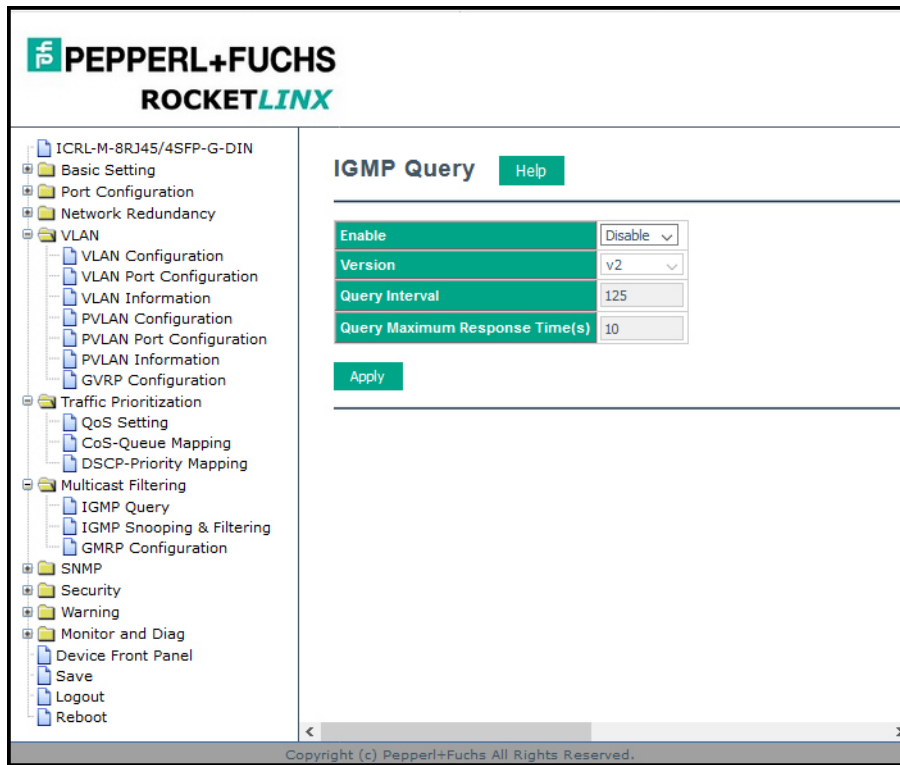 PEPPERL+FUCHS
ROCKETLINX
ICRL-M-8RJ45/4SFP-G-DIN
Basic Setting
Port Configuration
Network Redundancy
VLAN
VLAN Configuration
VLAN Port Configuration
VLAN Information
PVLAN Configuration
PVLAN Port Configuration
PVLAN Information
GVRP Configuration
Traffic Prioritization
QoS Setting
CoS-Queue Mapping
DSCP-Priority Mapping
Multicast Filtering
IGMP Query
IGMP Snooping & Filtering
GMRP Configuration
SNMP
Security
Warning
Monitor and Diag
Device Front Panel
Save
Logout
Reboot
IGMP Query Help
Enable Disable
Version v2
Query Interval 125
Query Maximum Response Time(s) 10
Apply
Copyright (c) Pepperl+Fuchs All Rights Reserved.